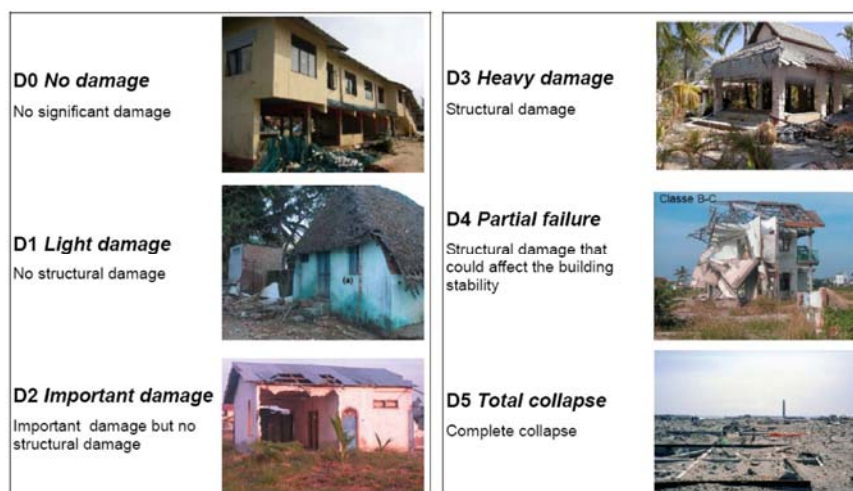 D0 No damage
No significant damage
D1 Light damage
No structural damage
(a)
D2 Important damage
Important damage but no
structural damage
D3 Heavy damage
Structural damage
Classe B-C
D4 Partial failure
Structural damage that
could affect the building
stability
D5 Total collapse
Complete collapse